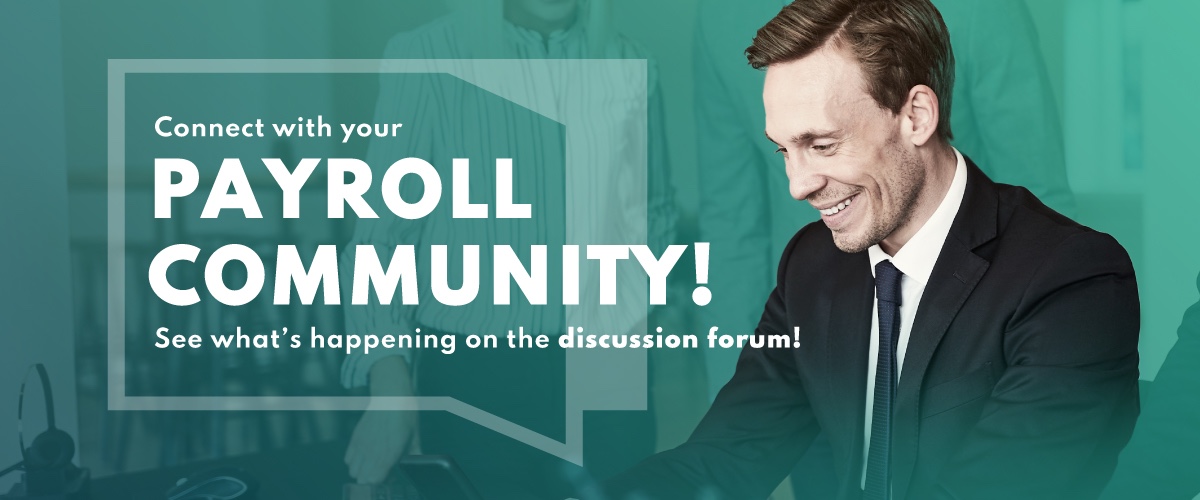 Connect with your
PAYROLL
COMMUNITY!
See what's happening on the discussion forum!